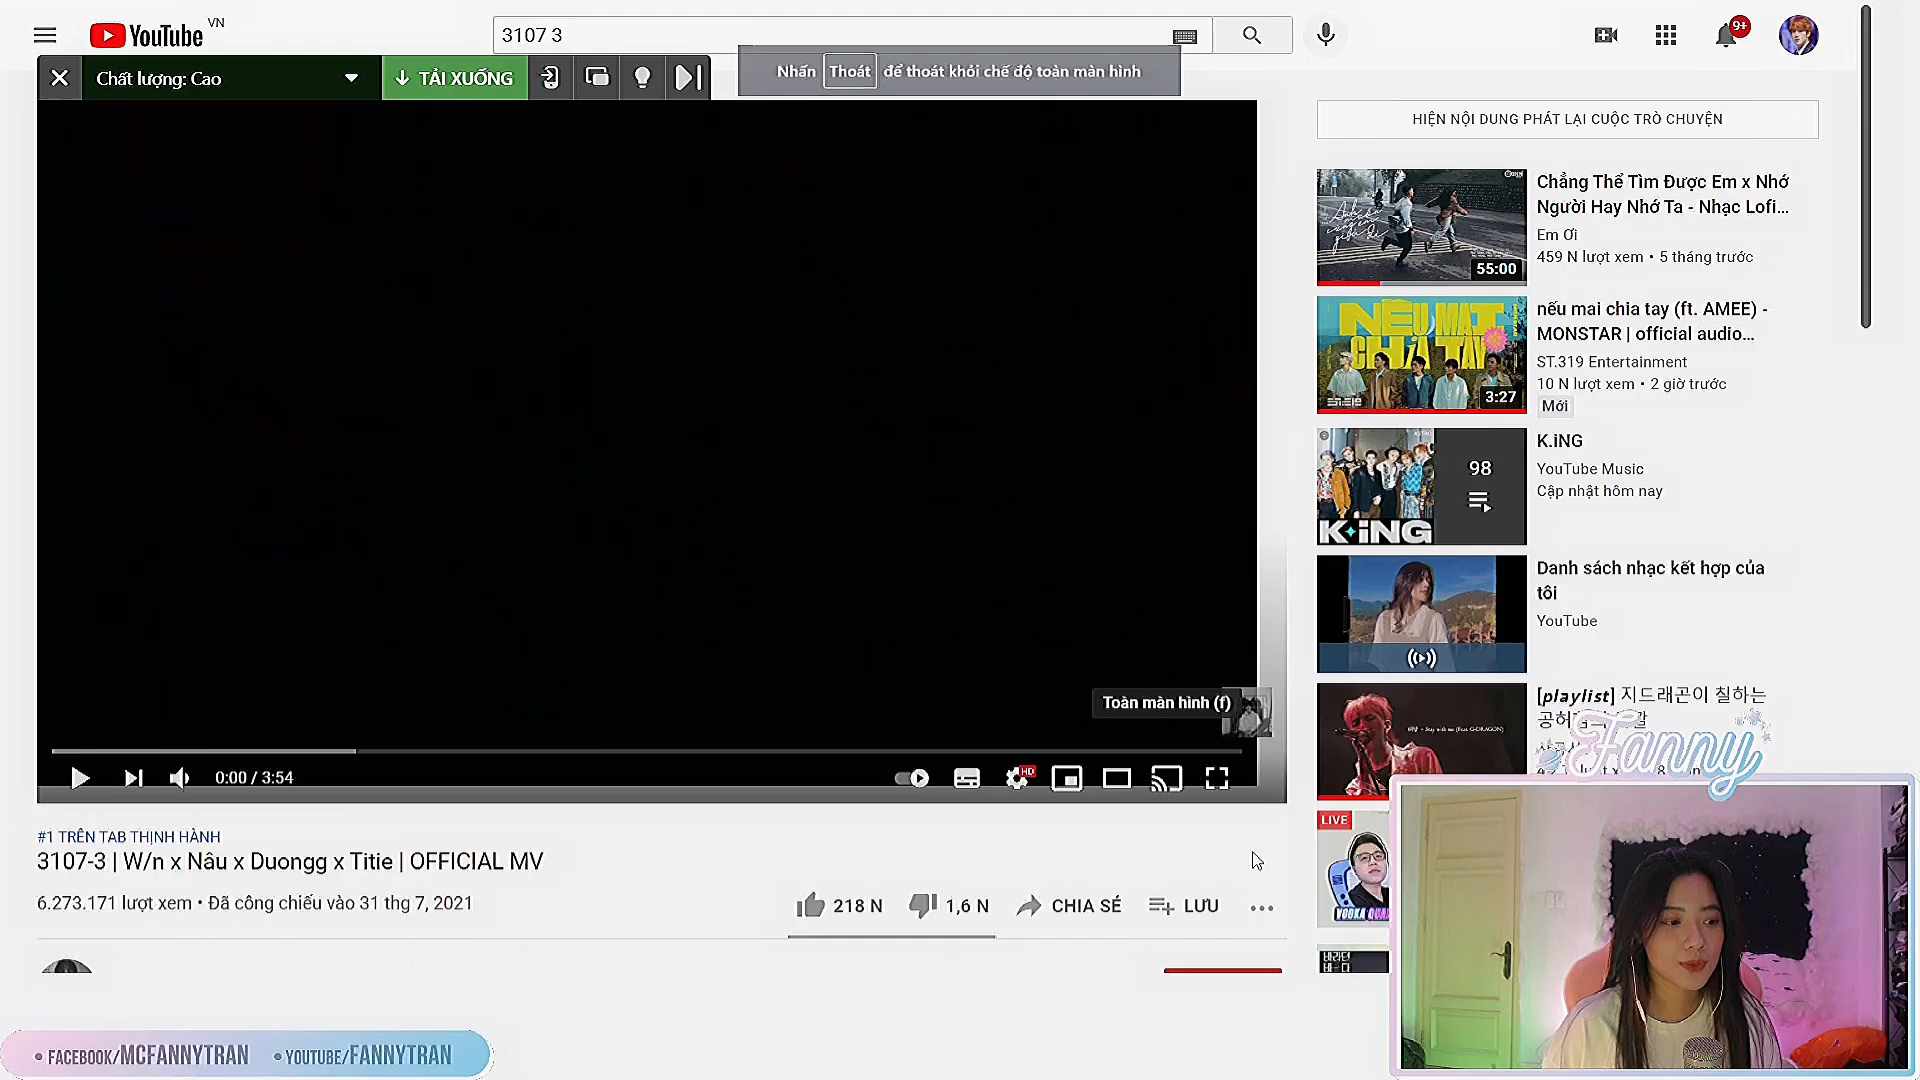 YouTube VN
3107 3
9+
Chất lượng: Cao
TẢI XUỐNG
Nhấn Thoát để thoát khỏi chế độ toàn màn hình
HIỆN NỘI DUNG PHÁT LẠI CUỘC TRÒ CHUYỆN
55:00
Chẳng Thể Tìm Được Em x Nhớ
Người Hay Nhớ Ta - Nhạc Lofi...
Em Ơi
459 N lượt xem • 5 tháng trước
NẾU MAI
CHIA TAY
3:27
nếu mai chia tay (ft. AMEE) -
MONSTAR | official audio...
ST.319 Entertainment
10 N lượt xem • 2 giờ trước
Mới
98
K.iNG
K.iNG
YouTube Music
Cập nhật hôm nay
Danh sách nhạc kết hợp của
tôi
YouTube
Toàn màn hình (f)
[playlist] 지드래곤이 칠하는
Fanny
0:00 / 3:54
HD
#1 TRÊN TAB THỊNH HÀNH
3107-3 | W/n x Nâu x Duongg x Titie | OFFICIAL MV
6.273.171 lượt xem • Đã công chiếu vào 31 thg 7, 2021
218 N
1,6 N
CHIA SẺ
LƯU
LIVE
• FACEBOOK/MCFANNYTRAN • YOUTUBE/FANNYTRAN